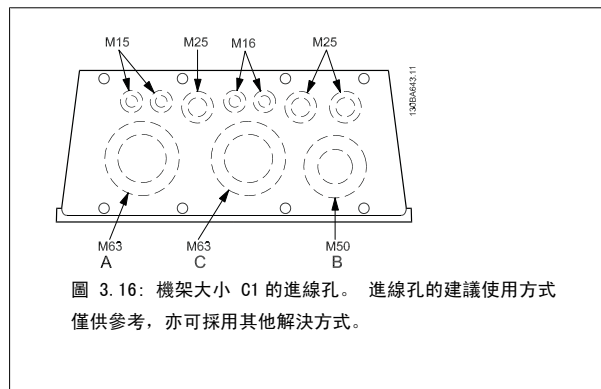 M15 M25 M16 M25
130BA643.11
M63 M63 M50
A C B
圖 3.16: 機架大小 C1 的進線孔。 進線孔的建議使用方式
僅供參考，亦可採用其他解決方式。